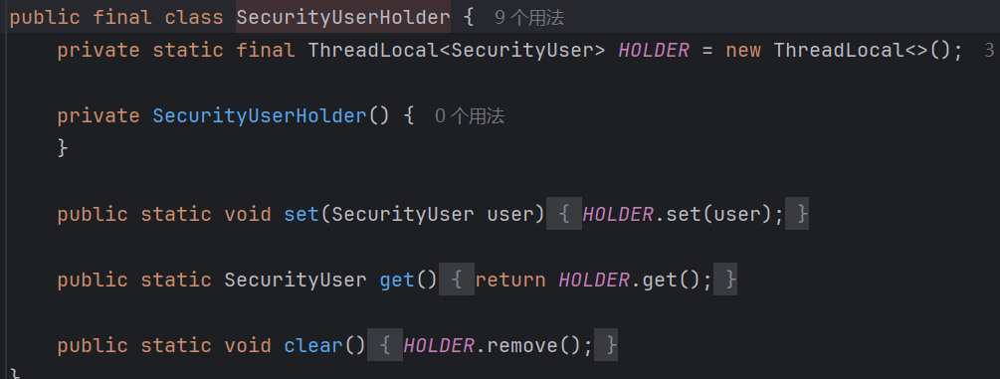 public final class SecurityUserHolder { 9个用法
private static final ThreadLocal<SecurityUser> HOLDER = new ThreadLocal<>(); 3
private SecurityUserHolder() { 0个用法
}
public static void set(SecurityUser user) { HOLDER.set(user); }
public static SecurityUser get() { return HOLDER.get(); }
public static void clear() { HOLDER.remove(); }
}